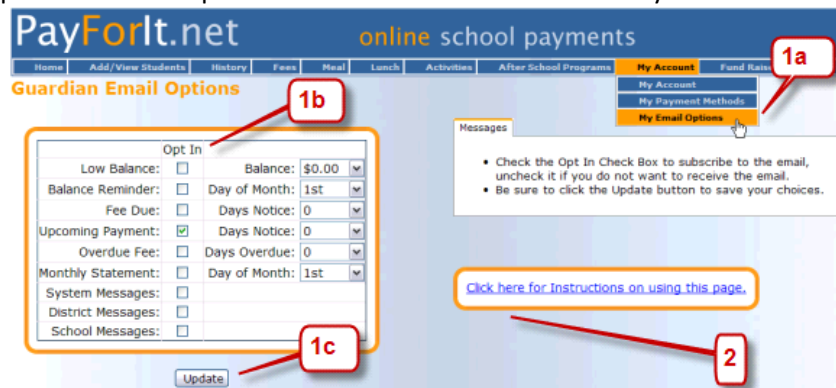 PayForIt.net online school payments
Home Add/View Students History Fees Meal Lunch Activities After School Programs My Account Fund Rais
1a
My Account
My Payment Methods
My Email Options
Guardian Email Options
1b
Messages
Opt In
Low Balance: Balance: $0.00
Balance Reminder: Day of Month: 1st
Fee Due: Days Notice: 0
Upcoming Payment: Days Notice: 0
Overdue Fee: Days Overdue: 0
Monthly Statement: Day of Month: 1st
System Messages:
District Messages:
School Messages:
• Check the Opt In Check Box to subscribe to the email,
uncheck it if you do not want to receive the email.
• Be sure to click the Update button to save your choices.
Click here for Instructions on using this page.
1c
2
Update